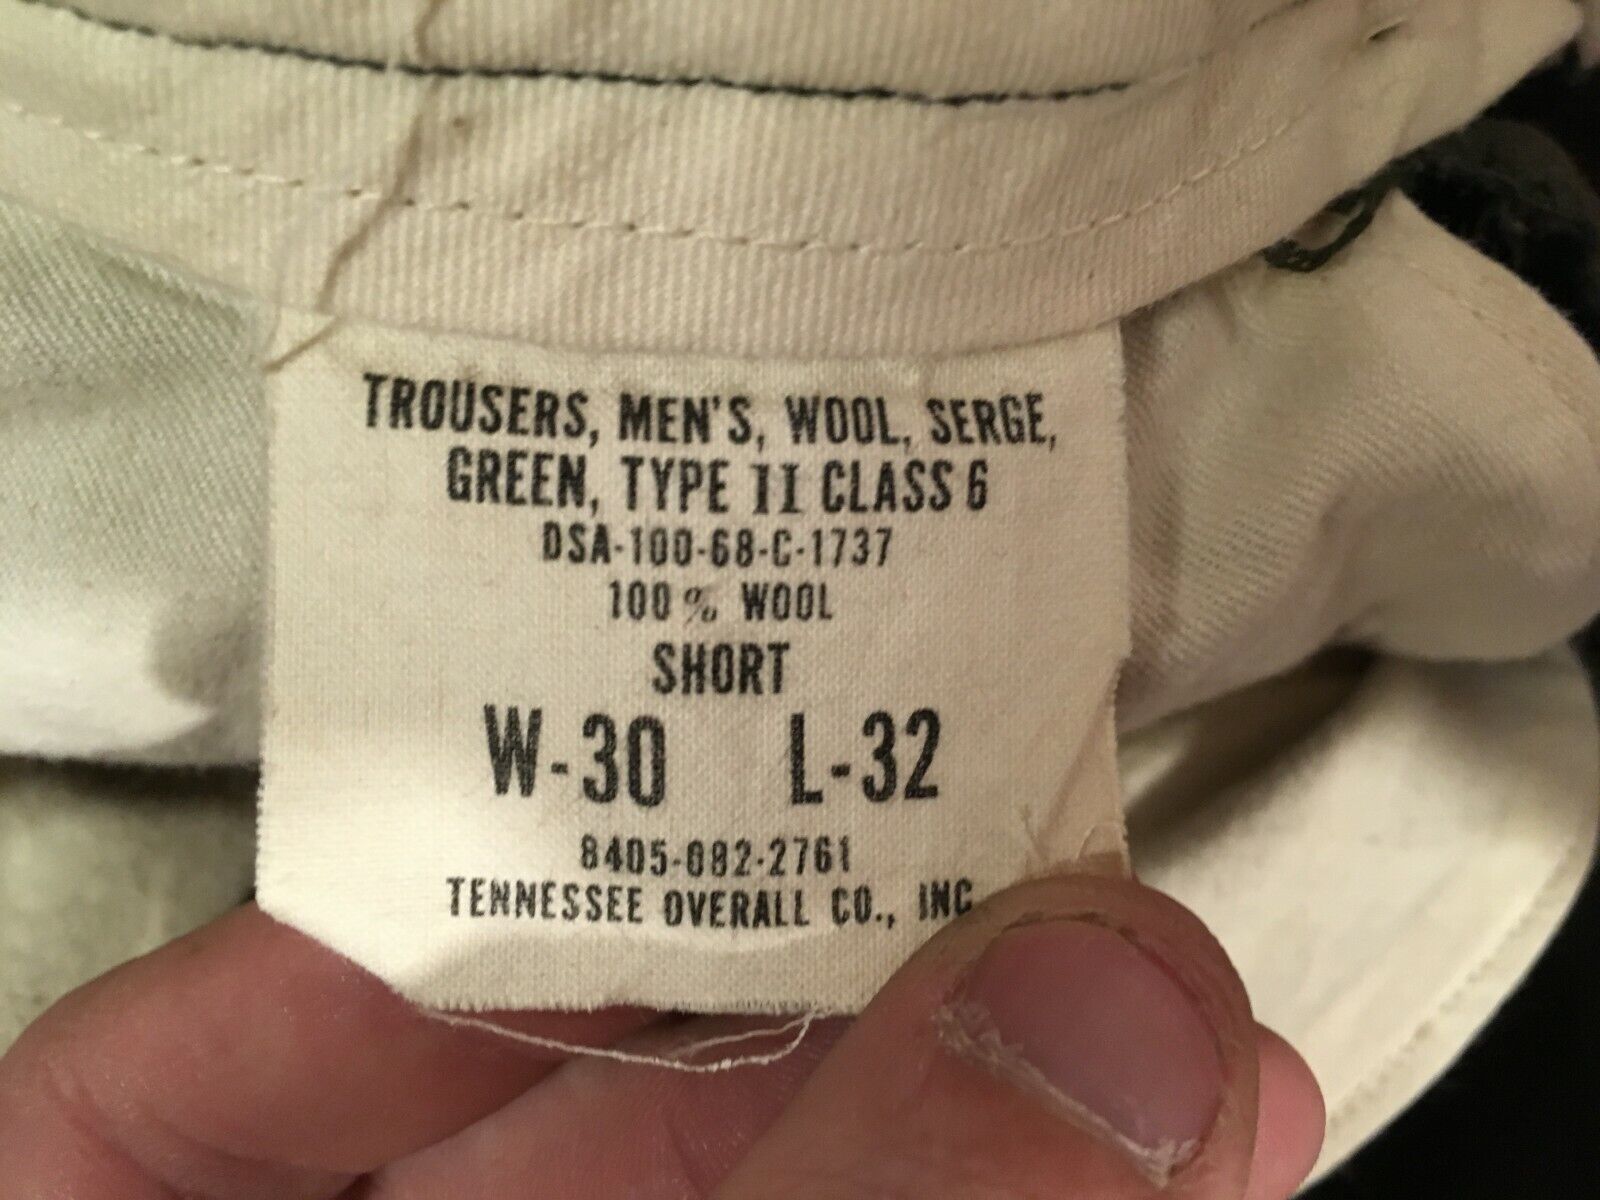 TROUSERS, MEN'S, WOOL, SERGE,
GREEN, TYPE II CLASS 6
DSA-100-68-C-1737
100% WOOL
SHORT
W-30 L-32
8405-082-2761
TENNESSEE OVERALL CO., INC